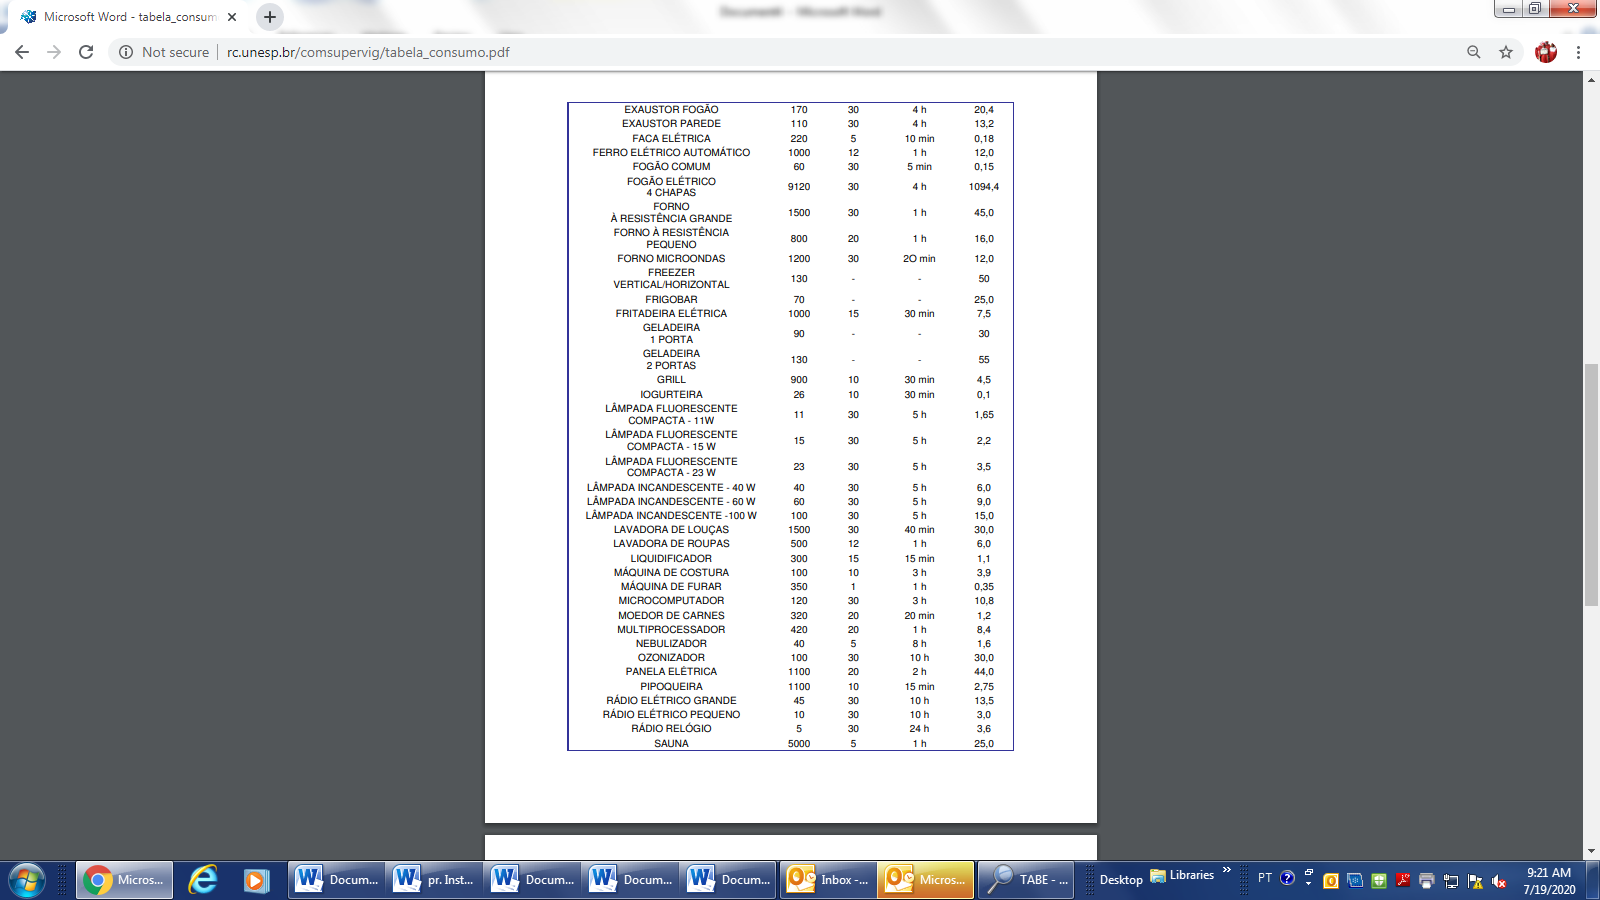 Microsoft Word - tabela_consum
Not secure | rc.unesp.br/comsupervig/tabela_consumo.pdf
EXAUSTOR FOGÃO 170 30 4 h 20,4
EXAUSTOR PAREDE 110 30 4 h 13,2
FACA ELÉTRICA 220 5 10 min 0,18
FERRO ELÉTRICO AUTOMÁTICO 1000 12 1 h 12,0
FOGÃO COMUM 60 30 5 min 0,15
FOGÃO ELÉTRICO
4 CHAPAS 9120 30 4 h 1094,4
FORNO
À RESISTÊNCIA GRANDE 1500 30 1 h 45,0
FORNO À RESISTÊNCIA
PEQUENO 800 20 1 h 16,0
FORNO MICROONDAS 1200 30 2O min 12,0
FREEZER
VERTICAL/HORIZONTAL 130 - - 50
FRIGOBAR 70 - - 25,0
FRITADEIRA ELÉTRICA 1000 15 30 min 7,5
GELADEIRA
1 PORTA 90 - - 30
GELADEIRA
2 PORTAS 130 - - 55
GRILL 900 10 30 min 4,5
IOGURTEIRA 26 10 30 min 0,1
LÂMPADA FLUORESCENTE
COMPACTA - 11W 11 30 5 h 1,65
LÂMPADA FLUORESCENTE
COMPACTA - 15 W 15 30 5 h 2,2
LÂMPADA FLUORESCENTE
COMPACTA - 23 W 23 30 5 h 3,5
LÂMPADA INCANDESCENTE - 40 W 40 30 5 h 6,0
LÂMPADA INCANDESCENTE - 60 W 60 30 5 h 9,0
LÂMPADA INCANDESCENTE -100 W 100 30 5 h 15,0
LAVADORA DE LOUÇAS 1500 30 40 min 30,0
LAVADORA DE ROUPAS 500 12 1 h 6,0
LIQUIDIFICADOR 300 15 15 min 1,1
MÁQUINA DE COSTURA 100 10 3 h 3,9
MÁQUINA DE FURAR 350 1 1 h 0,35
MICROCOMPUTADOR 120 30 3 h 10,8
MOEDOR DE CARNES 320 20 20 min 1,2
MULTIPROCESSADOR 420 20 1 h 8,4
NEBULIZADOR 40 5 8 h 1,6
OZONIZADOR 100 30 10 h 30,0
PANELA ELÉTRICA 1100 20 2 h 44,0
PIPOQUEIRA 1100 10 15 min 2,75
RÁDIO ELÉTRICO GRANDE 45 30 10 h 13,5
RÁDIO ELÉTRICO PEQUENO 10 30 10 h 3,0
RÁDIO RELÓGIO 5 30 24 h 3,6
SAUNA 5000 5 1 h 25,0
Micros... Docum... pr. Inst... Docum... Docum... Docum... Inbox -... Micros... TABE - ... Desktop Libraries » PT 9:21 AM
7/19/2020